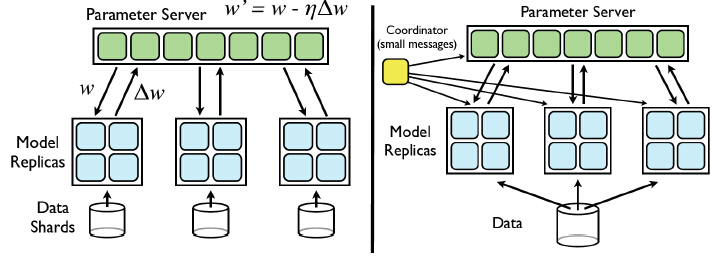 Parameter Server w' = w - ηΔw
w
Δw
Model
Replicas
Data
Shards
Parameter Server
Coordinator
(small messages)
Model
Replicas
Data